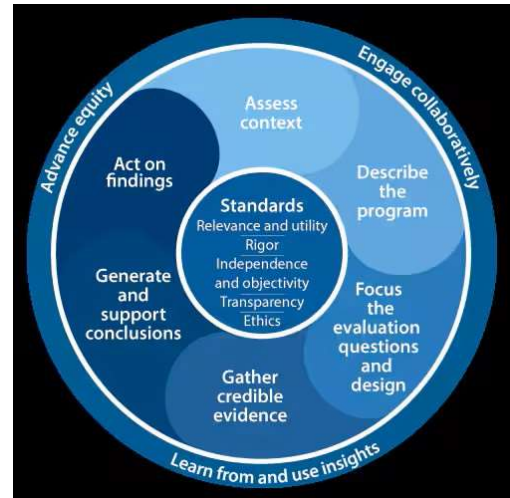 Advance equity
Engage collaboratively
Learn from and use insights
Assess
context
Describe
the
program
Focus
the
evaluation
questions
and
design
Gather
credible
evidence
Generate
and
support
conclusions
Act on
findings
Standards
Relevance and utility
Rigor
Independence
and objectivity
Transparency
Ethics